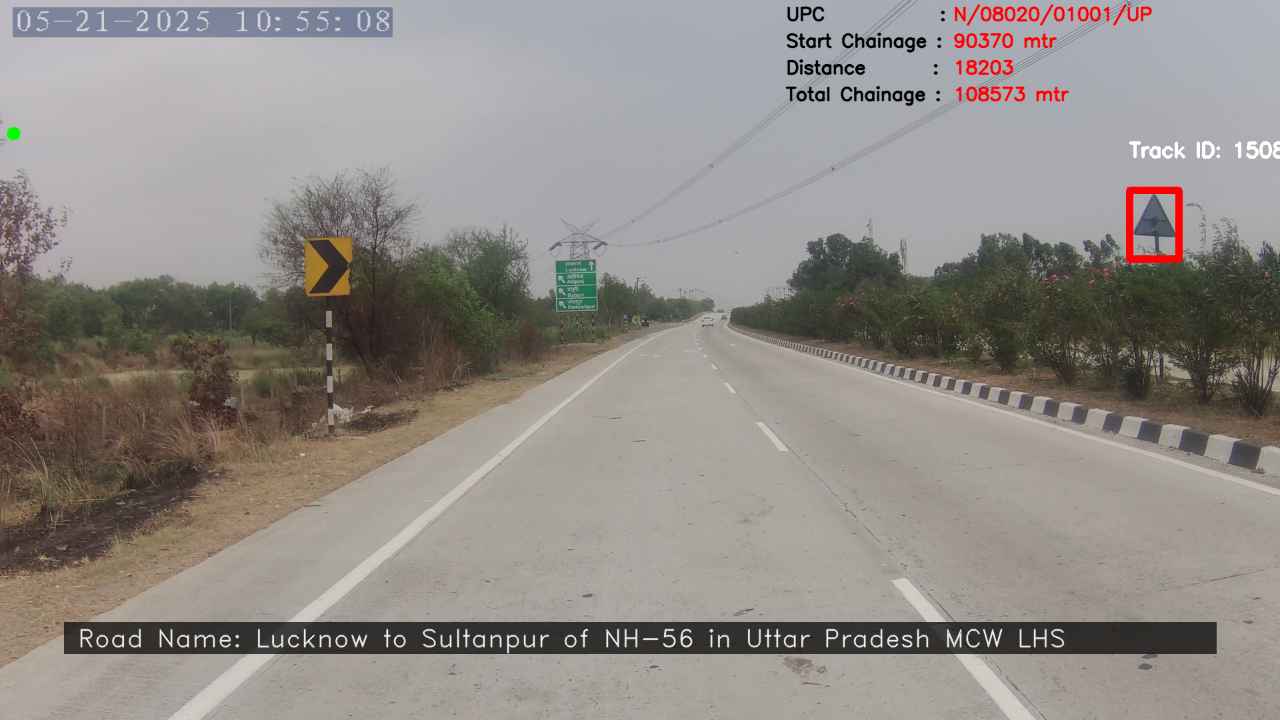 05-21-2025 10:55:08
UPC : N/08020/01001/UP
Start Chainage : 90370 mtr
Distance : 18203
Total Chainage : 108573 mtr
Track ID: 1508
Lucknow
Road Name: Lucknow to Sultanpur of NH-56 in Uttar Pradesh MCW LHS